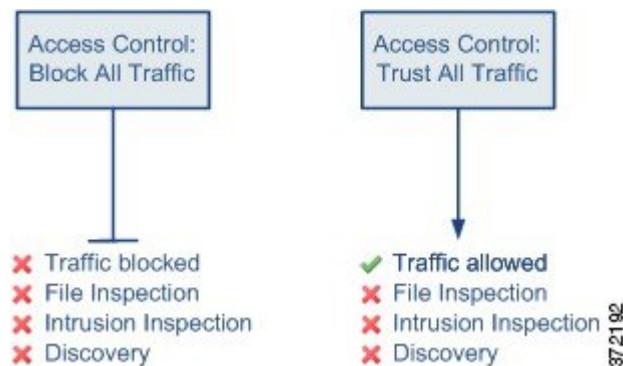 Access Control:
Block All Traffic
Traffic blocked
File Inspection
Intrusion Inspection
Discovery
Access Control:
Trust All Traffic
Traffic allowed
File Inspection
Intrusion Inspection
Discovery
372192